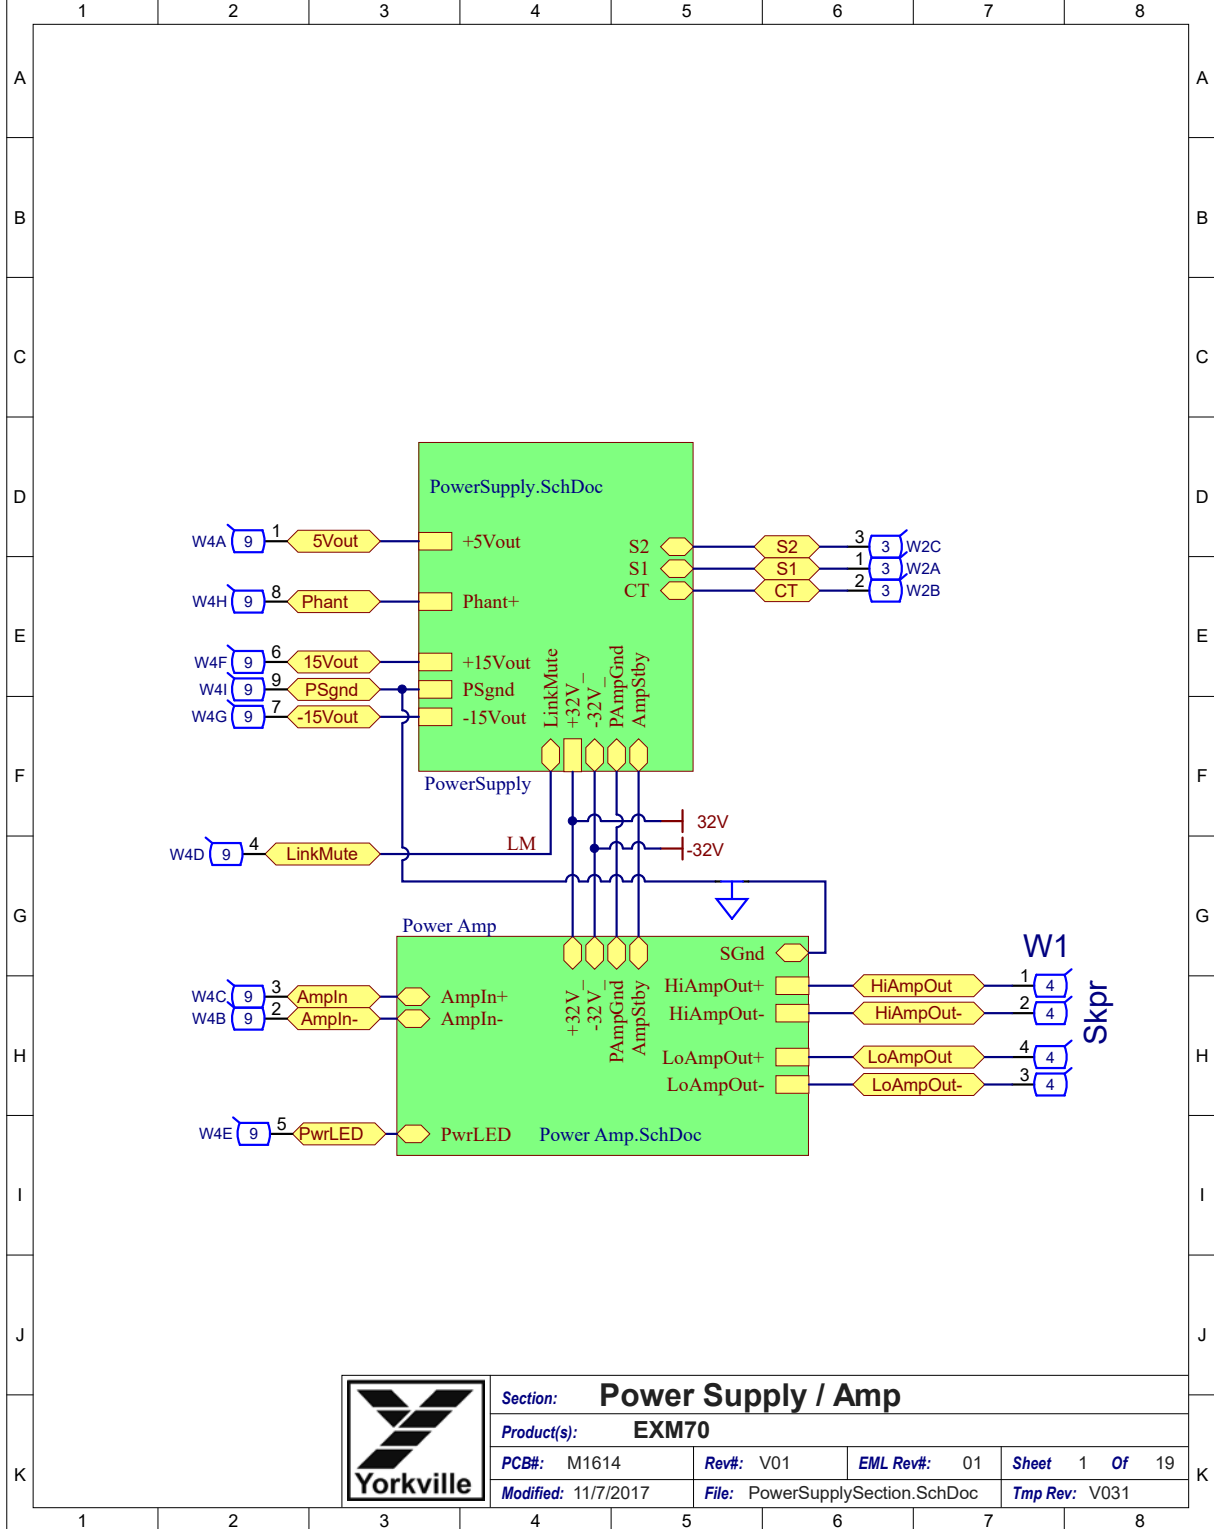 1 2 3 4 5 6 7 8
A A
B B
C C
D D
E E
F F
G G
H H
I I
J J
K K
PowerSupply.SchDoc
W4A 9 1 5Vout +5Vout
S2 S2 3 3 W2C
S1 S1 1 3 W2A
CT CT 2 3 W2B
W4H 9 8 Phant Phant+
W4F 9 6 15Vout +15Vout
W4I 9 9 PSgnd PSgnd
W4G 9 7 -15Vout -15Vout
LinkMute
+32V_
-32V_
PAmpGnd
AmpStby
PowerSupply
32V
-32V
W4D 9 4 LinkMute LM
Power Amp
SGnd
W1
Skpr
HiAmpOut+ HiAmpOut 1 4
HiAmpOut- HiAmpOut- 2 4
LoAmpOut+ LoAmpOut 4 4
LoAmpOut- LoAmpOut- 3 4
W4C 9 3 AmpIn AmpIn+
W4B 9 2 AmpIn- AmpIn-
+32V_
-32V_
PAmpGnd
AmpStby
W4E 9 5 PwrLED PwrLED
Power Amp.SchDoc
Yorkville
Section: Power Supply / Amp
Product(s): EXM70
PCB#: M1614 Rev#: V01 EML Rev#: 01 Sheet 1 Of 19
Modified: 11/7/2017 File: PowerSupplySection.SchDoc Tmp Rev: V031
1 2 3 4 5 6 7 8